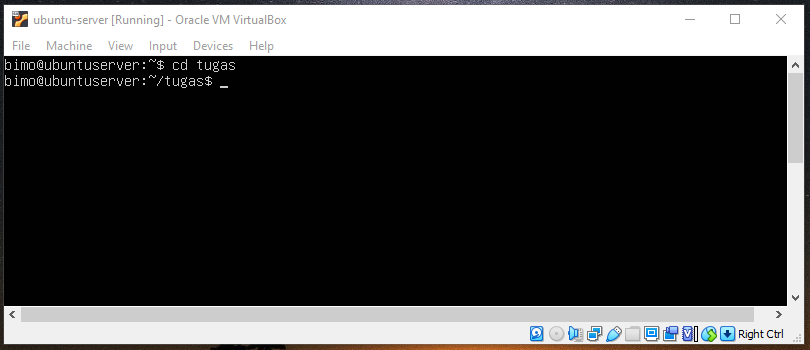 ubuntu-server [Running] - Oracle VM VirtualBox
File Machine View Input Devices Help
bimo@ubuntuserver:~$ cd tugas
bimo@ubuntuserver:~/tugas$ _
Right Ctrl